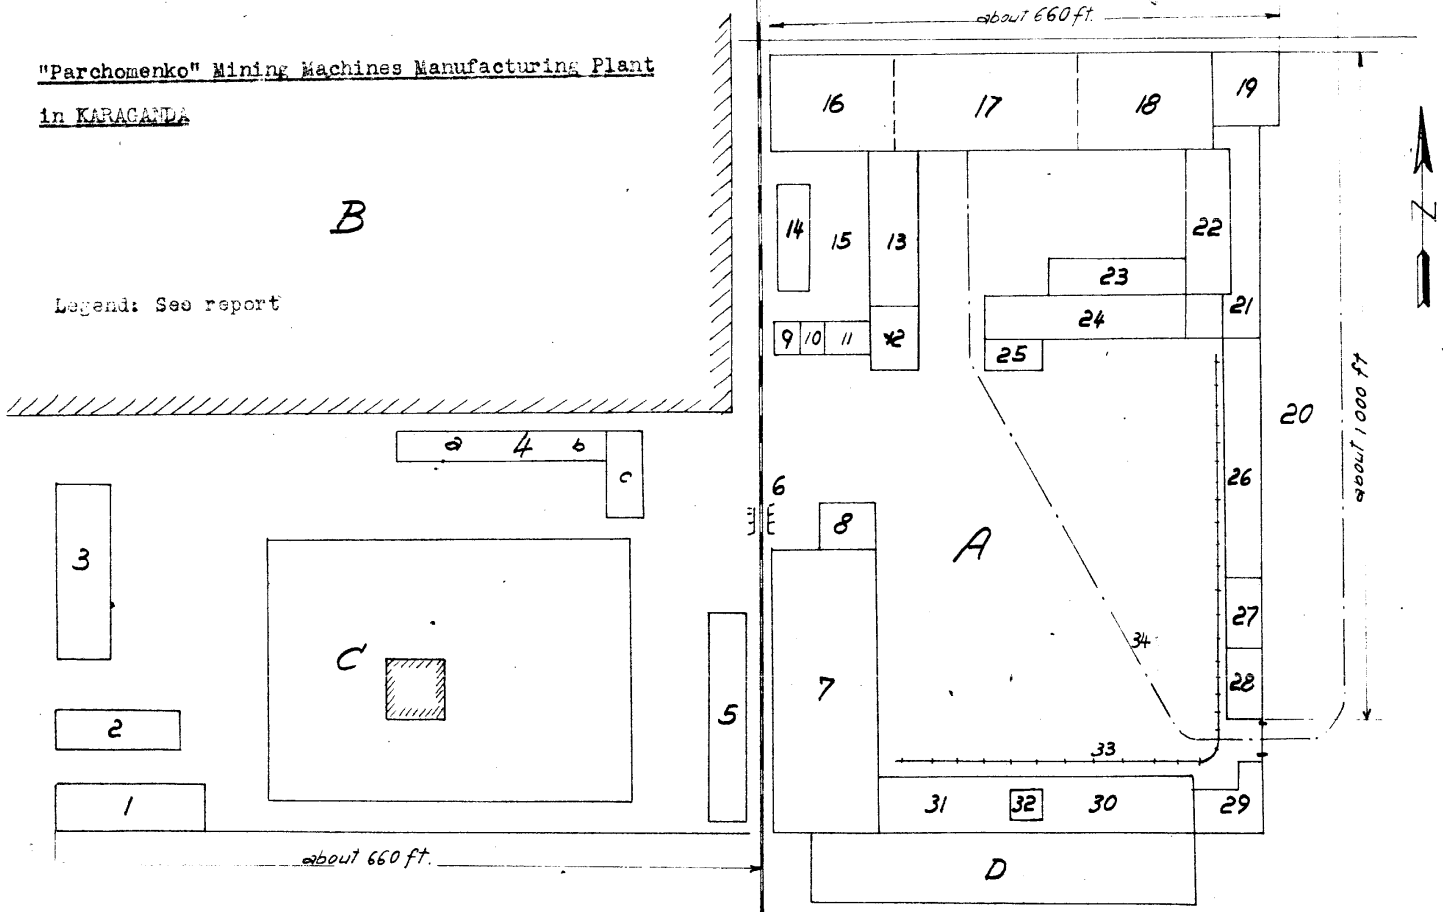 about 660 ft.
"Parchomenko" Mining Machines Manufacturing Plant
in KARAGANDA
16 17 18 19
B
N
14 15 13 22
23
Legend: See report
24 21
9 10 11 12
25
20
about 1000 ft
a 4 b
c
26
6
8
3
A
27
34
C
7
28
5
2
33
1
31 32 30 29
about 660 ft.
D